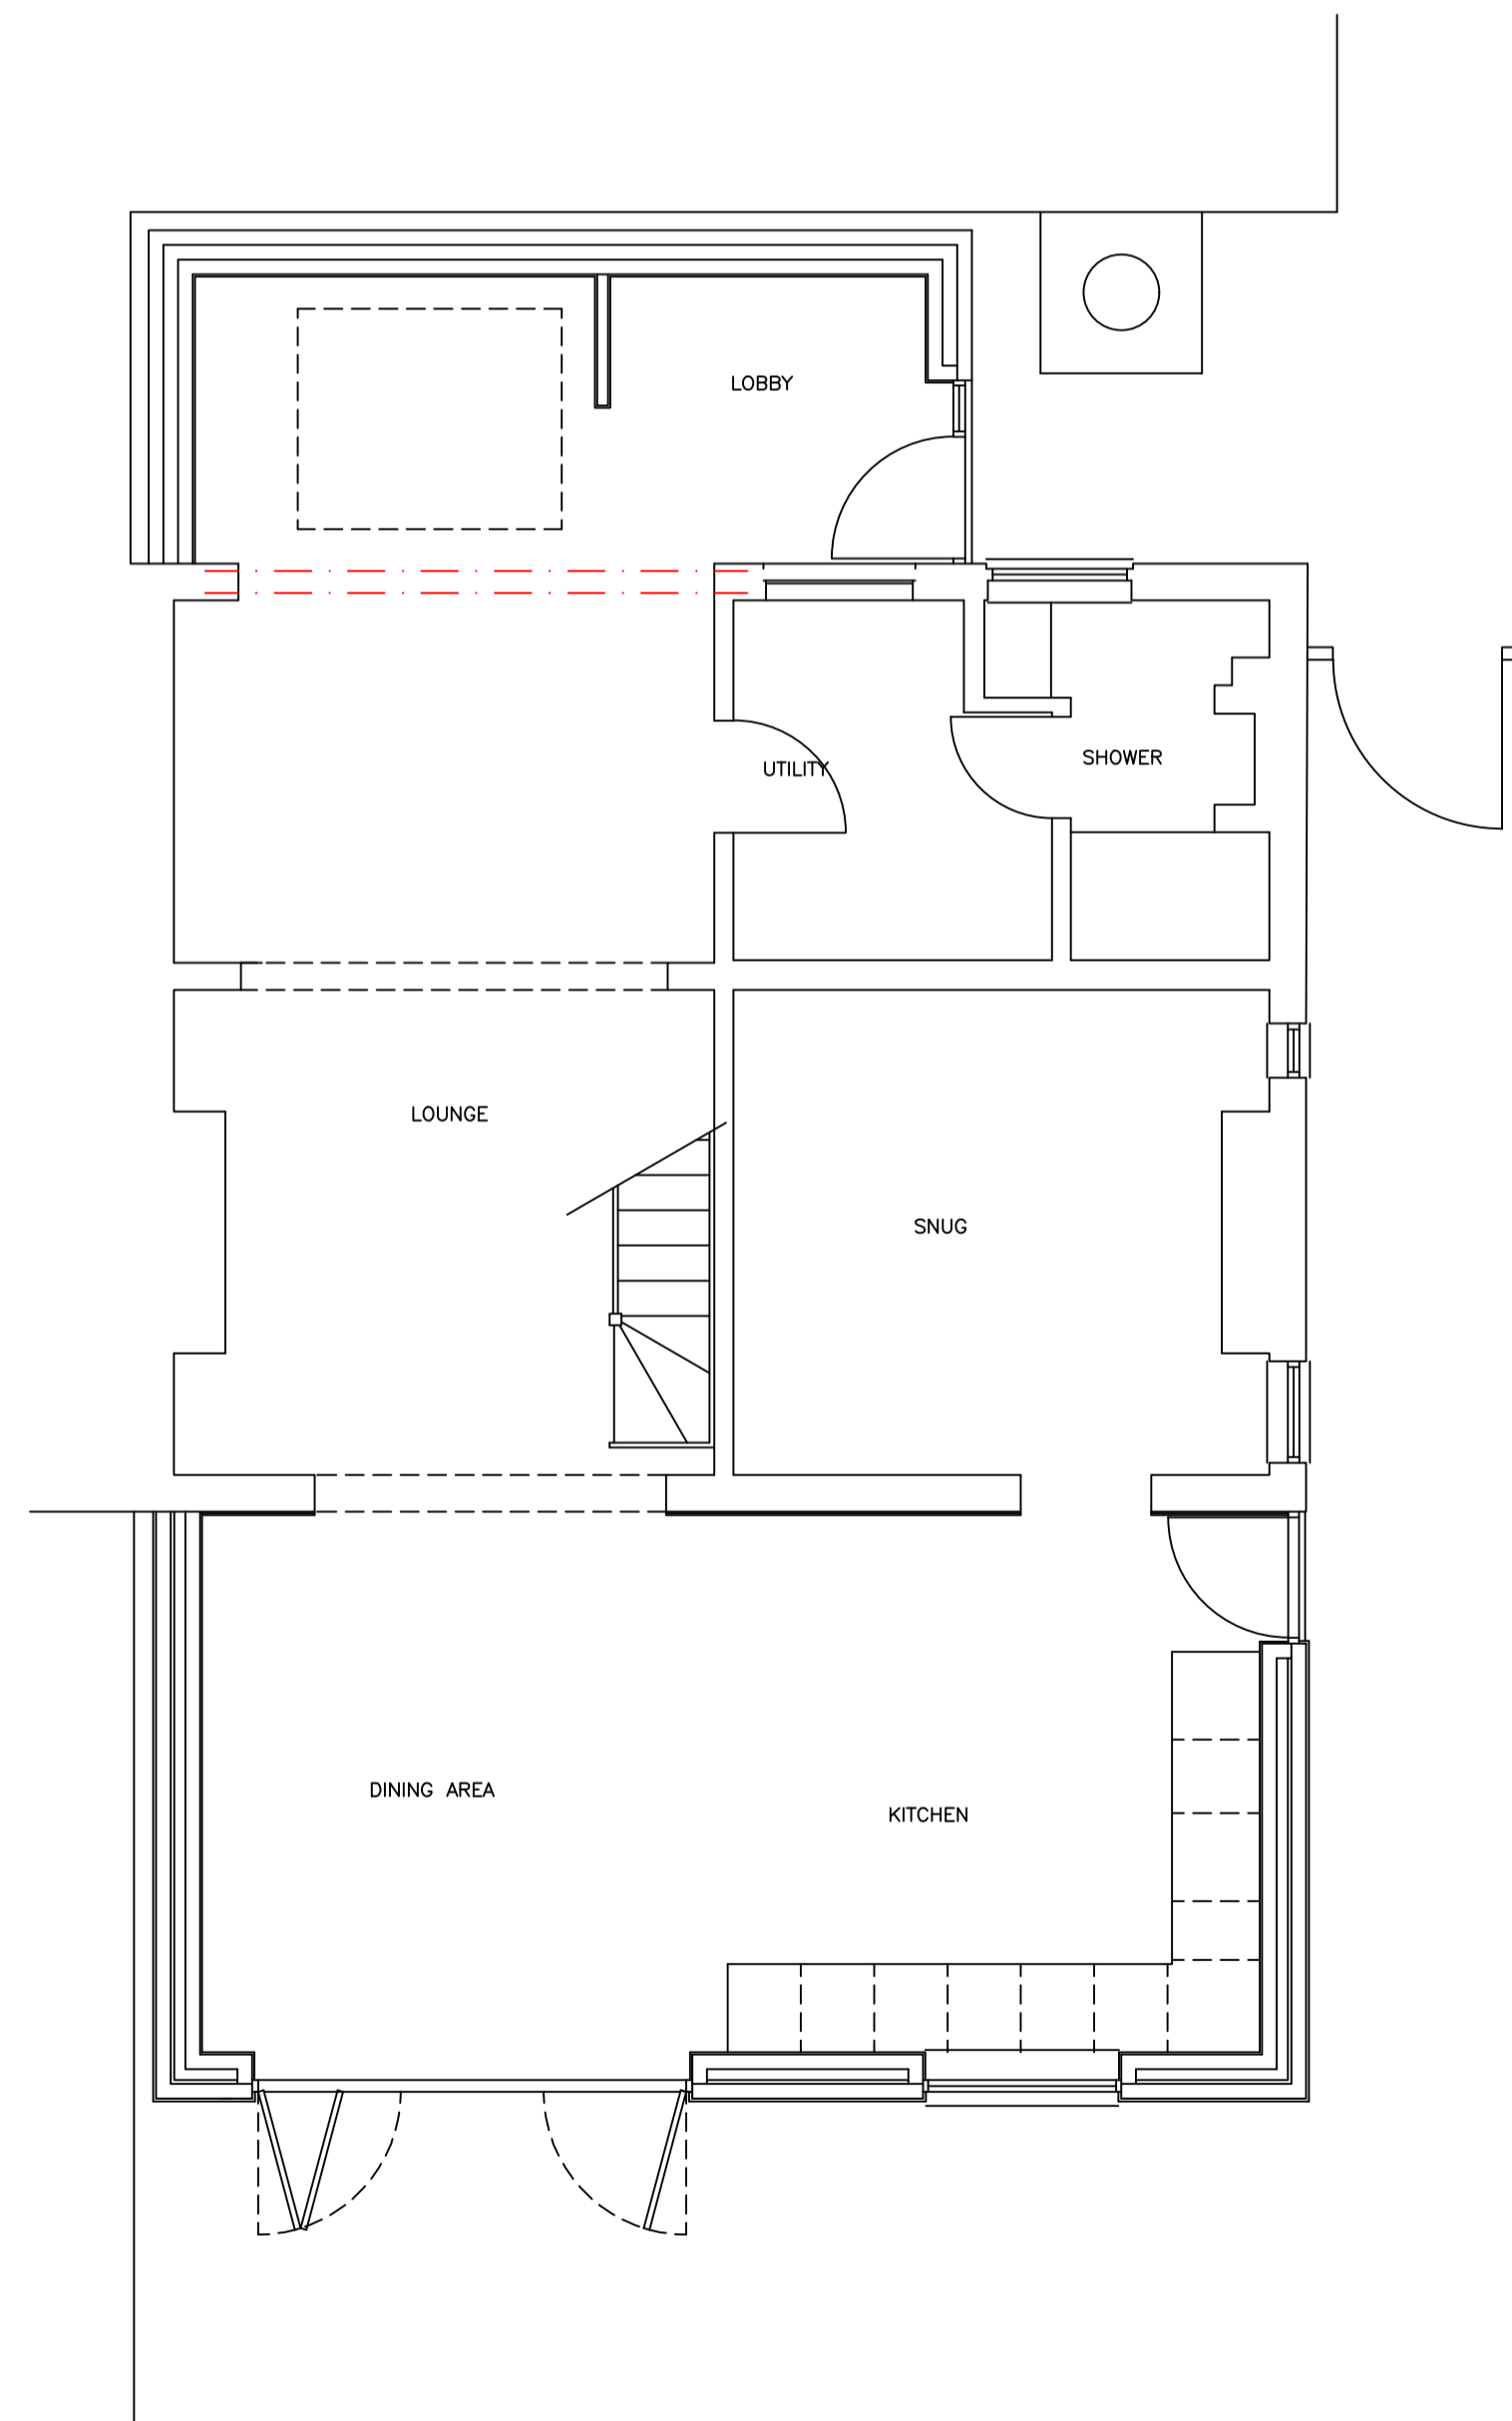 LOBBY
SHOWER
UTILITY
LOUNGE
SNUG
DINING AREA
KITCHEN